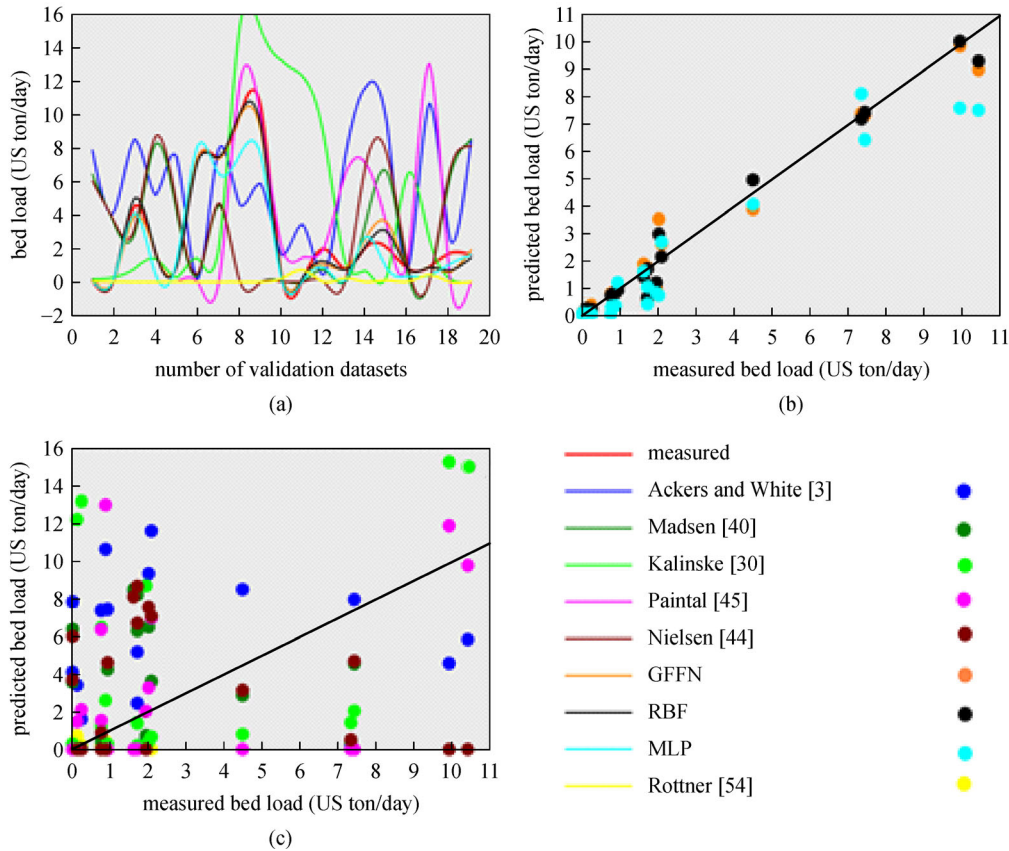 16
14
12
10
8
6
4
2
0
−2
bed load (US ton/day)
0 2 4 6 8 10 12 14 16 18 20
number of validation datasets
(a)
11
10
9
8
7
6
5
4
3
2
1
0
predicted bed load (US ton/day)
0 1 2 3 4 5 6 7 8 9 10 11
measured bed load (US ton/day)
(b)
16
14
12
10
8
6
4
2
0
predicted bed load (US ton/day)
0 1 2 3 4 5 6 7 8 9 10 11
measured bed load (US ton/day)
(c)
measured
Ackers and White [3]
Madsen [40]
Kalinske [30]
Paintal [45]
Nielsen [44]
GFFN
RBF
MLP
Rottner [54]